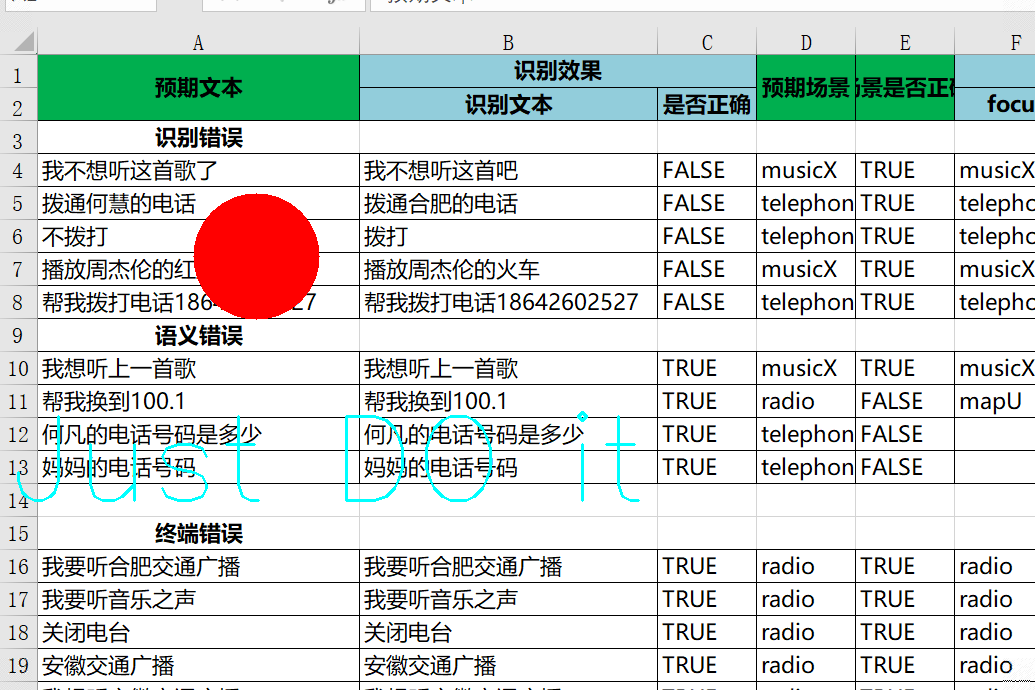 A B C D E F
1 预期文本 识别效果 预期场景
2 识别文本 是否正确 focu
3 识别错误
4 我不想听这首歌了 我不想听这首吧 FALSE musicX TRUE musicX
5 拨通何慧的电话 拨通合肥的电话 FALSE telephon TRUE telepho
6 不拨打 拨打 FALSE telephon TRUE telepho
7 播放周杰伦的红 播放周杰伦的火车 FALSE musicX TRUE musicX
8 帮我拨打电话 帮我拨打电话18642602527 FALSE telephon TRUE telepho
9 语义错误
10 我想听上一首歌 我想听上一首歌 TRUE musicX TRUE musicX
11 帮我换到100.1 帮我换到100.1 TRUE radio FALSE mapU
12 何凡的电话号码是多少 何凡的电话号码是多少 TRUE telephon FALSE
13 妈妈的电话号码 妈妈的电话号码 TRUE telephon FALSE
Just DO it
14
15 终端错误
16 我要听合肥交通广播 我要听合肥交通广播 TRUE radio TRUE radio
17 我要听音乐之声 我要听音乐之声 TRUE radio TRUE radio
18 关闭电台 关闭电台 TRUE radio TRUE radio
19 安徽交通广播 安徽交通广播 TRUE radio TRUE radio